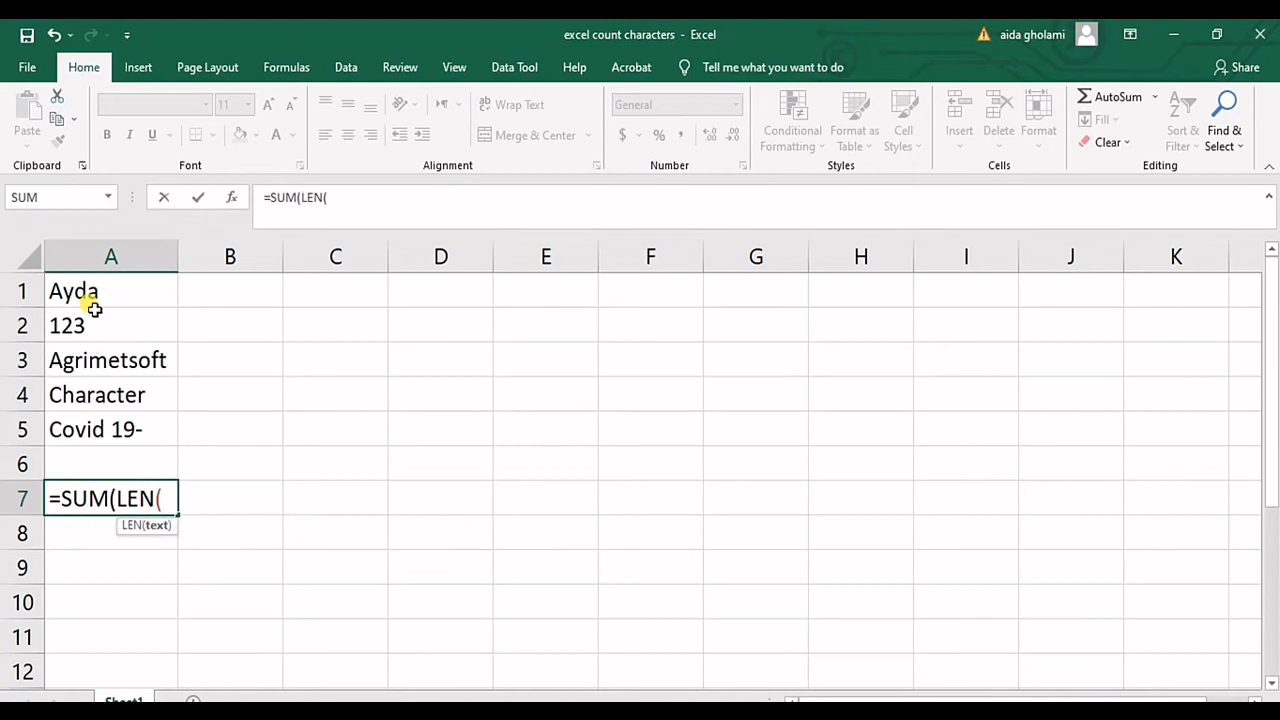 excel count characters - Excel
aida gholami
File Home Insert Page Layout Formulas Data Review View Data Tool Help Acrobat Tell me what you want to do Share
Paste
11
Wrap Text
Merge & Center
General
Conditional Formatting
Format as Table
Cell Styles
Insert
Delete
Format
AutoSum
Fill
Clear
Sort & Filter
Find & Select
Clipboard Font Alignment Number Styles Cells Editing
SUM
=SUM(LEN(
A B C D E F G H I J K
1 Ayda
2 123
3 Agrimetsoft
4 Character
5 Covid 19-
6
7 =SUM(LEN(
LEN(text)
8
9
10
11
12
Sheet1